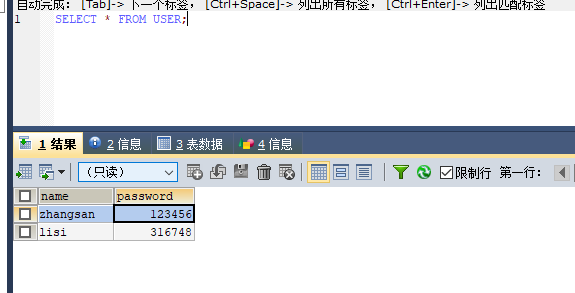 自动完成: [Tab]-> 下一个标签, [Ctrl+Space]-> 列出所有标签, [Ctrl+Enter]-> 列出匹配标签
1 SELECT * FROM USER;
1 结果 2 信息 3 表数据 4 信息
(只读) 限制行 第一行:
name password
zhangsan 123456
lisi 316748